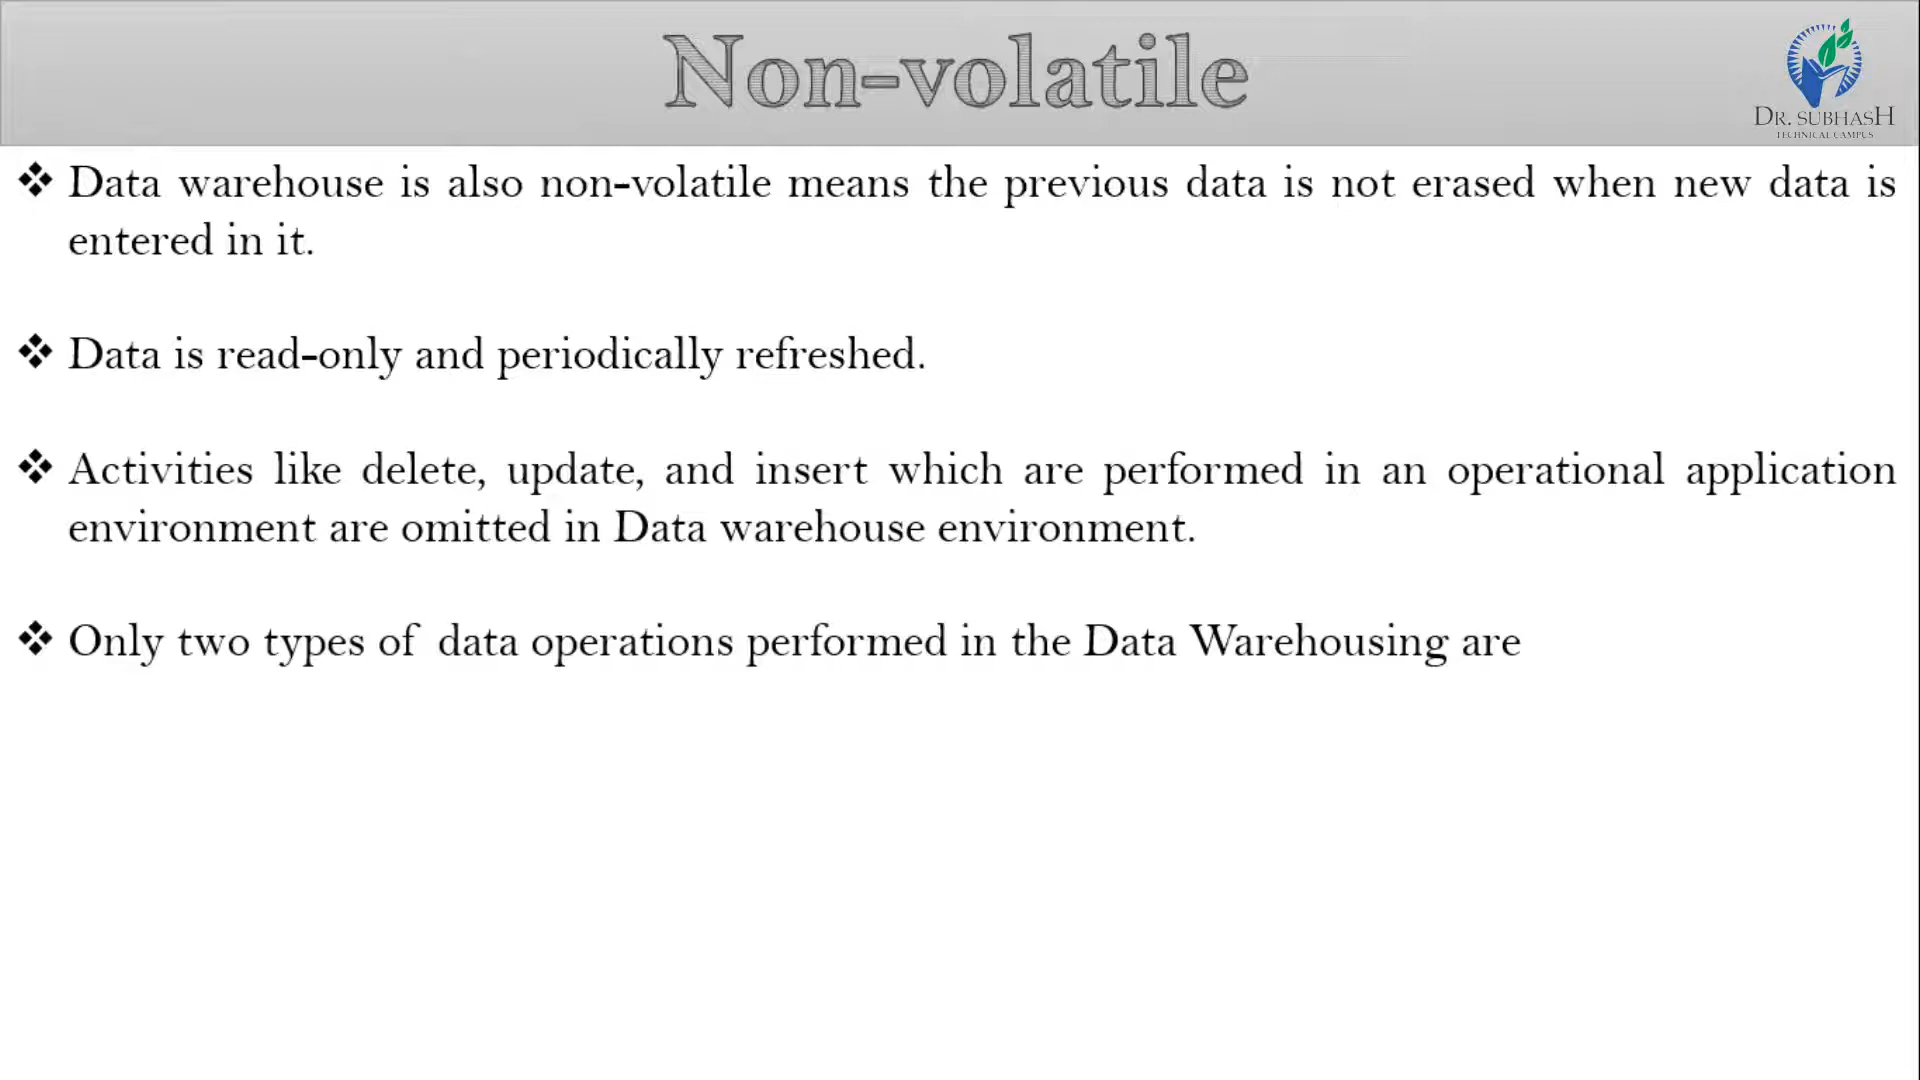 Non-volatile
DR. SUBHASH
TECHNICAL CAMPUS
❖ Data warehouse is also non-volatile means the previous data is not erased when new data is
entered in it.
❖ Data is read-only and periodically refreshed.
❖ Activities like delete, update, and insert which are performed in an operational application
environment are omitted in Data warehouse environment.
❖ Only two types of data operations performed in the Data Warehousing are